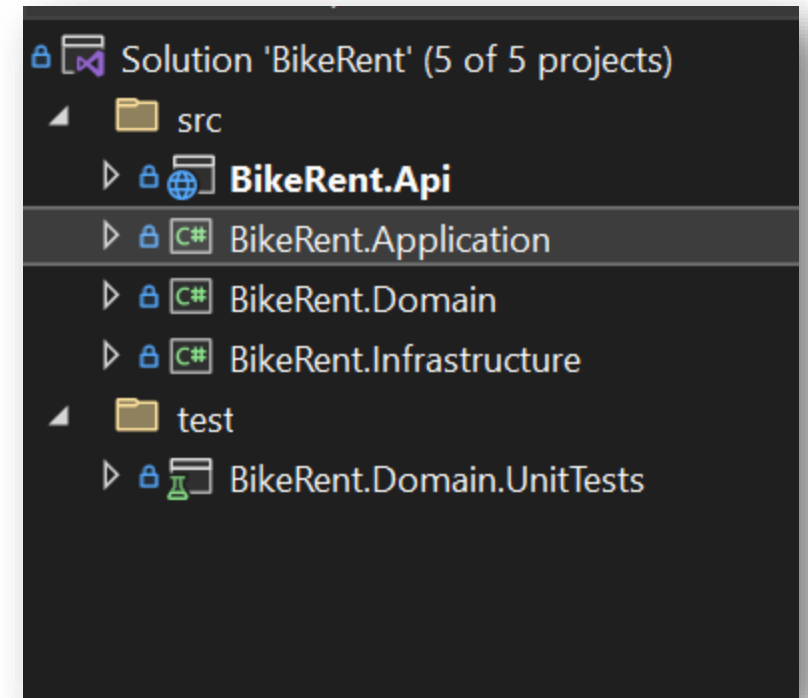 Solution 'BikeRent' (5 of 5 projects)
src
BikeRent.Api
C# BikeRent.Application
C# BikeRent.Domain
C# BikeRent.Infrastructure
test
BikeRent.Domain.UnitTests